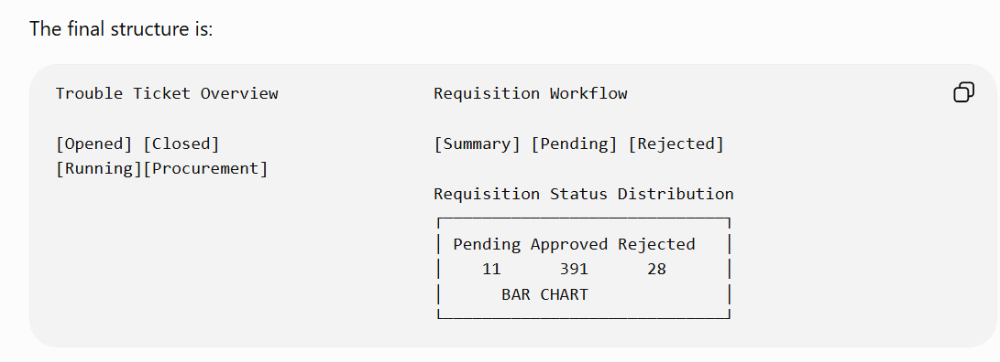 The final structure is:
Trouble Ticket Overview                Requisition Workflow
[Opened] [Closed]                      [Summary] [Pending] [Rejected]
[Running][Procurement]
Requisition Status Distribution
Pending Approved Rejected
11      391      28
BAR CHART